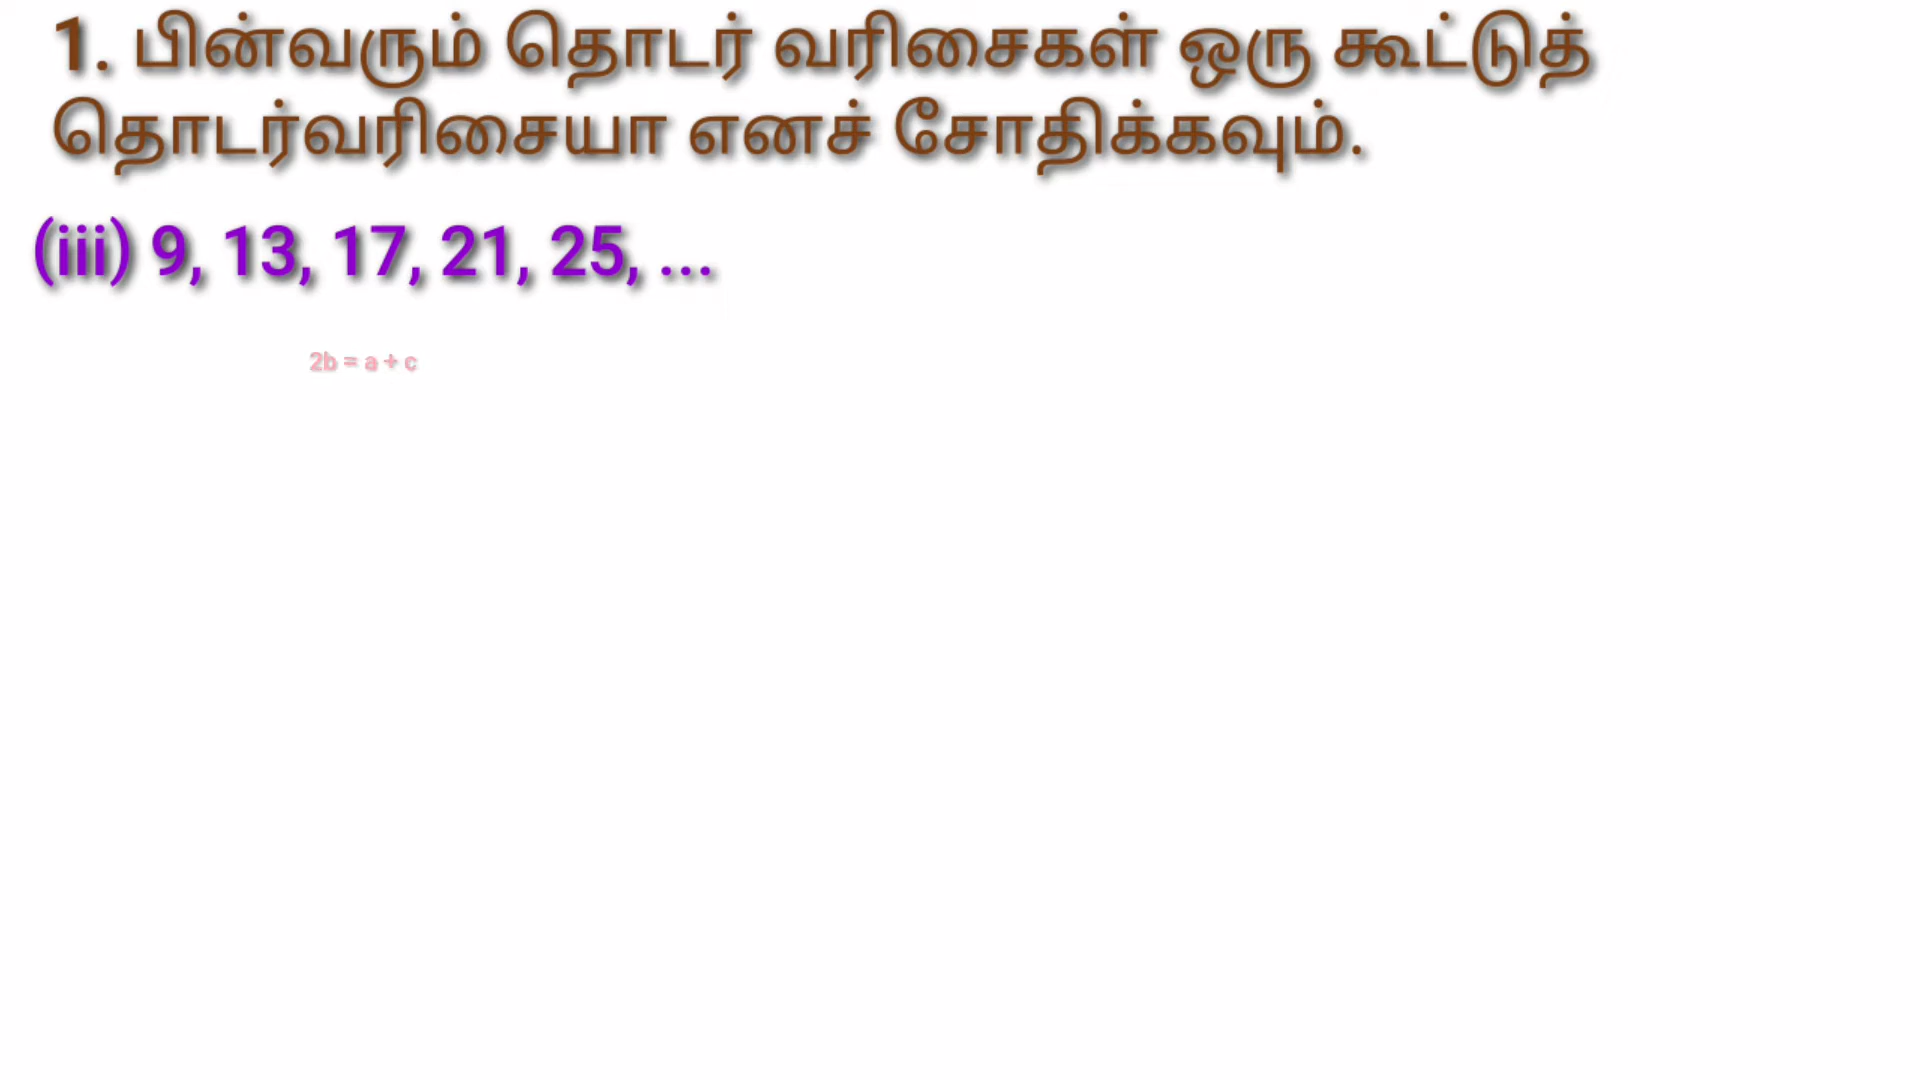 1. பின்வரும் தொடர் வரிசைகள் ஒரு கூட்டுத்
தொடர்வரிசையா எனச் சோதிக்கவும்.
(iii) 9, 13, 17, 21, 25, ...
2b = a + c